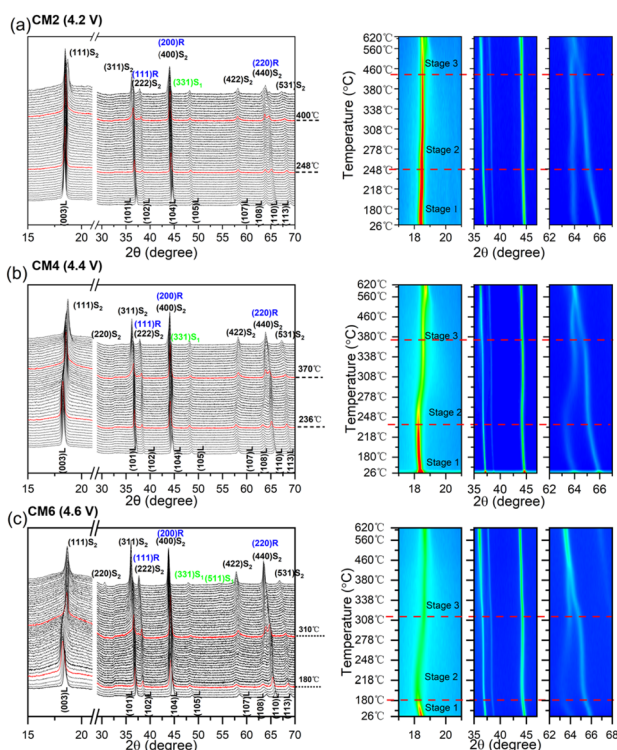 (a) CM2 (4.2 V)
(200)R
(111)S2 (400)S2
(311)S2 (220)R
(111)R (440)S2
(222)S2 (331)S1 (422)S2 (531)S2
400℃
248℃
(003)L (101)L (102)L (104)L (105)L (107)L (108)L (110)L (113)L
15 20 35 40 45 50 55 60 65 70
2θ (degree)
Temperature (°C)
620℃
560℃
460℃
380℃
308℃
278℃
248℃
218℃
180℃
26℃
Stage 3
Stage 2
Stage 1
18 20 35 45 62 64 66
2θ (degree)
(b) CM4 (4.4 V)
(200)R
(111)S2 (400)S2
(311)S2 (220)R
(111)R (440)S2
(220)S2 (222)S2 (331)S1 (422)S2 (531)S2
370℃
236℃
(003)L (101)L (102)L (104)L (105)L (107)L (108)L (110)L (113)L
15 20 30 35 40 45 50 55 60 65 70
2θ (degree)
Temperature (°C)
620℃
560℃
460℃
380℃
338℃
308℃
278℃
248℃
218℃
180℃
26℃
Stage 3
Stage 2
Stage 1
18 20 35 45 62 64 66 68
2θ (degree)
(c) CM6 (4.6 V)
(200)R
(111)S2 (311)S2 (400)S2
(111)R (220)R
(222)S2 (440)S2
(220)S2 (331)S1 (511)S (422)S2 (531)S2
310℃
180℃
(003)L (101)L (102)L (104)L (105)L (107)L (108)L (110)L (113)L
15 20 30 35 40 45 50 55 60 65 70
2θ (degree)
Temperature (°C)
620℃
560℃
460℃
380℃
338℃
308℃
278℃
248℃
218℃
180℃
26℃
Stage 3
Stage 2
Stage 1
18 20 35 45 62 64 66 68
2θ (degree)